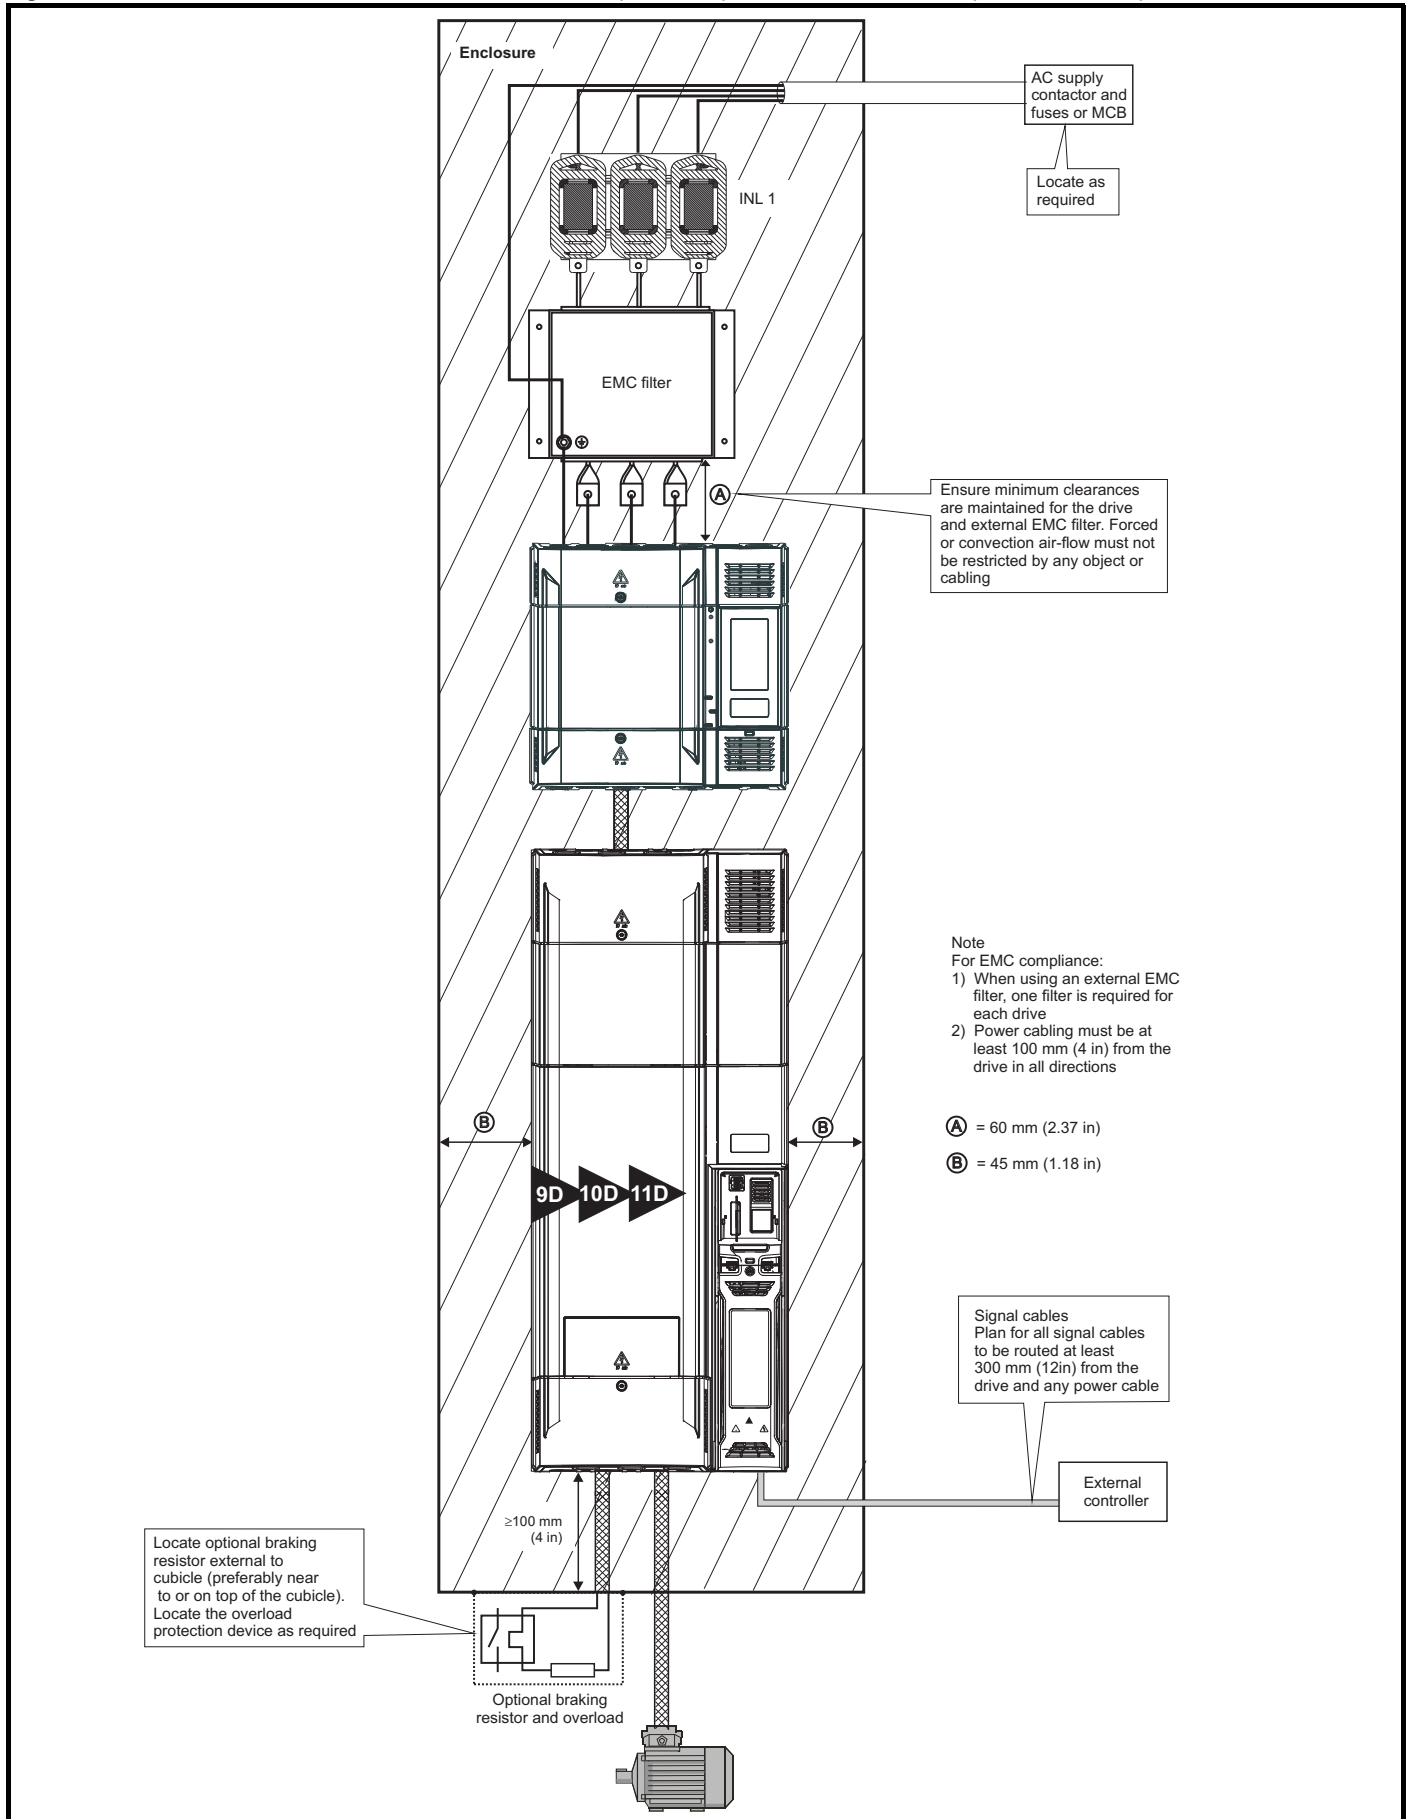 Enclosure
AC supply
contactor and
fuses or MCB
Locate as
required
INL 1
EMC filter
A
Ensure minimum clearances
are maintained for the drive
and external EMC filter. Forced
or convection air-flow must not
be restricted by any object or
cabling
Note
For EMC compliance:
1) When using an external EMC
filter, one filter is required for
each drive
2) Power cabling must be at
least 100 mm (4 in) from the
drive in all directions
A = 60 mm (2.37 in)
B = 45 mm (1.18 in)
B
B
9D 10D 11D
Signal cables
Plan for all signal cables
to be routed at least
300 mm (12in) from the
drive and any power cable
External
controller
≥100 mm
(4 in)
Locate optional braking
resistor external to
cubicle (preferably near
to or on top of the cubicle).
Locate the overload
protection device as required
Optional braking
resistor and overload